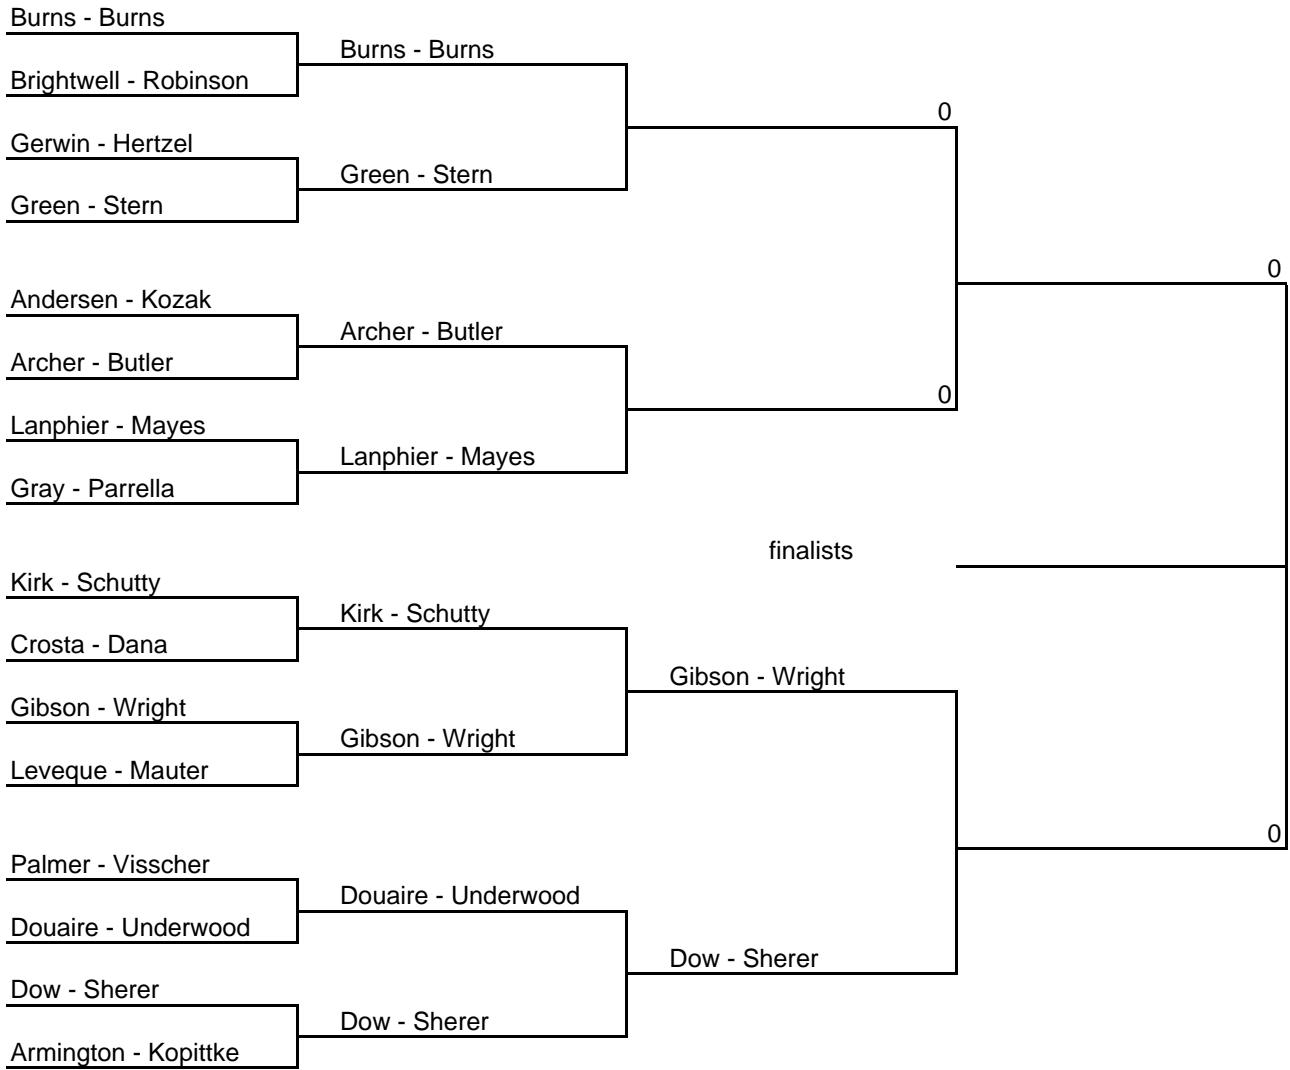 Burns - Burns
Burns - Burns
Brightwell - Robinson
0
Gerwin - Hertzel
Green - Stern
Green - Stern
0
Andersen - Kozak
Archer - Butler
Archer - Butler
0
Lanphier - Mayes
Lanphier - Mayes
Gray - Parrella
finalists
Kirk - Schutty
Kirk - Schutty
Crosta - Dana
Gibson - Wright
Gibson - Wright
Gibson - Wright
Leveque - Mauter
0
Palmer - Visscher
Douaire - Underwood
Douaire - Underwood
Dow - Sherer
Dow - Sherer
Dow - Sherer
Armington - Kopittke